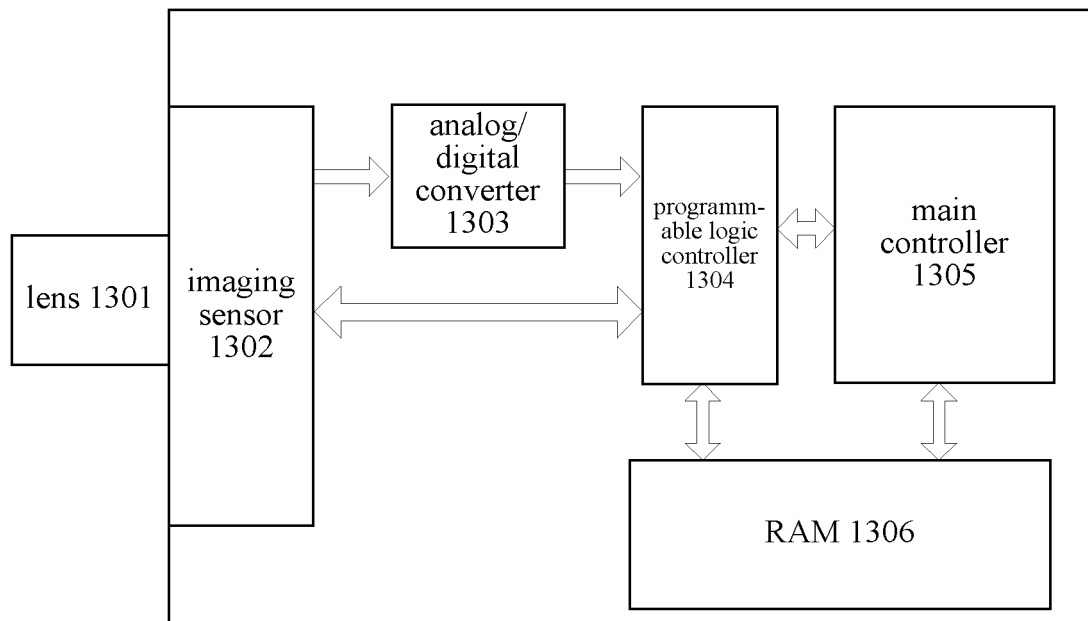 lens 1301
imaging
sensor
1302
analog/
digital
converter
1303
programm-
able logic
controller
1304
main
controller
1305
RAM 1306